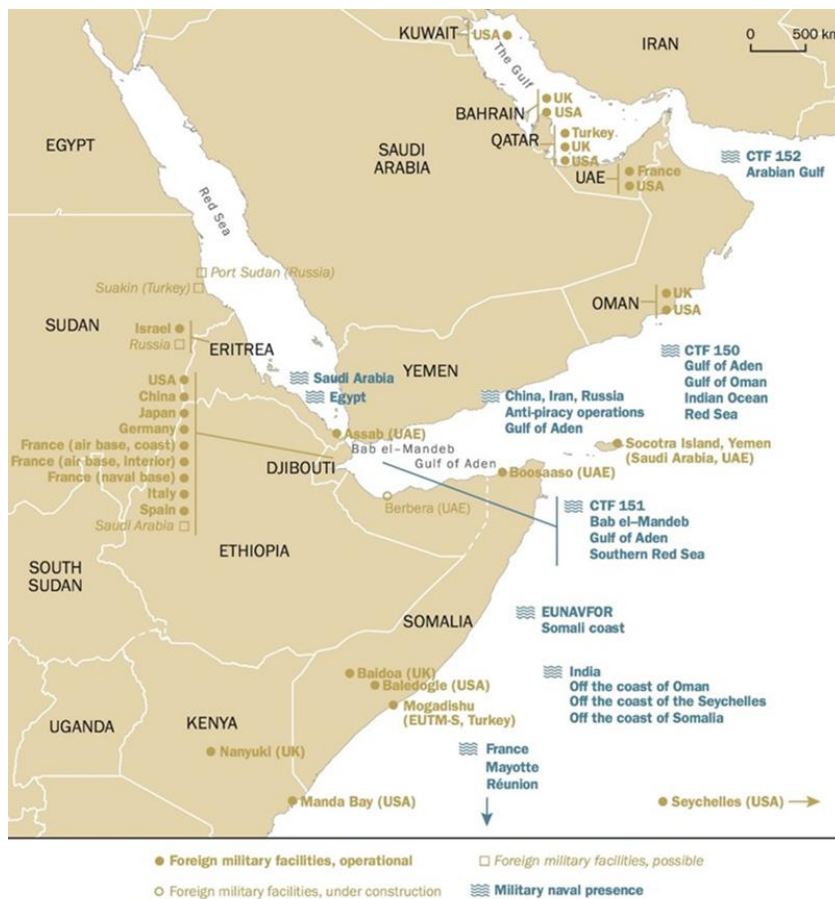 KUWAIT
USA
The Gulf
IRAN
0 500 km
EGYPT
SAUDI
ARABIA
BAHRAIN
UK
USA
QATAR
Turkey
UK
USA
UAE
France
USA
CTF 152
Arabian Gulf
Red Sea
Port Sudan (Russia)
Suakin (Turkey)
SUDAN
Israel
Russia
ERITREA
OMAN
UK
USA
YEMEN
CTF 150
Gulf of Aden
Gulf of Oman
Indian Ocean
Red Sea
Saudi Arabia
Egypt
China, Iran, Russia
Anti-piracy operations
Gulf of Aden
USA
China
Japan
Germany
France (air base, coast)
France (air base, interior)
France (naval base)
Italy
Spain
Saudi Arabia
Assab (UAE)
Bab el–Mandeb
Gulf of Aden
DJIBOUTI
Socotra Island, Yemen
(Saudi Arabia, UAE)
Boosaaso (UAE)
Berbera (UAE)
CTF 151
Bab el–Mandeb
Gulf of Aden
Southern Red Sea
ETHIOPIA
SOUTH
SUDAN
SOMALIA
EUNAVFOR
Somali coast
Baidoa (UK)
Baledogle (USA)
Mogadishu
(EUTM-S, Turkey)
India
Off the coast of Oman
Off the coast of the Seychelles
Off the coast of Somalia
UGANDA
KENYA
Nanyuki (UK)
France
Mayotte
Réunion
Manda Bay (USA)
Seychelles (USA)
Foreign military facilities, operational
Foreign military facilities, possible
Foreign military facilities, under construction
Military naval presence